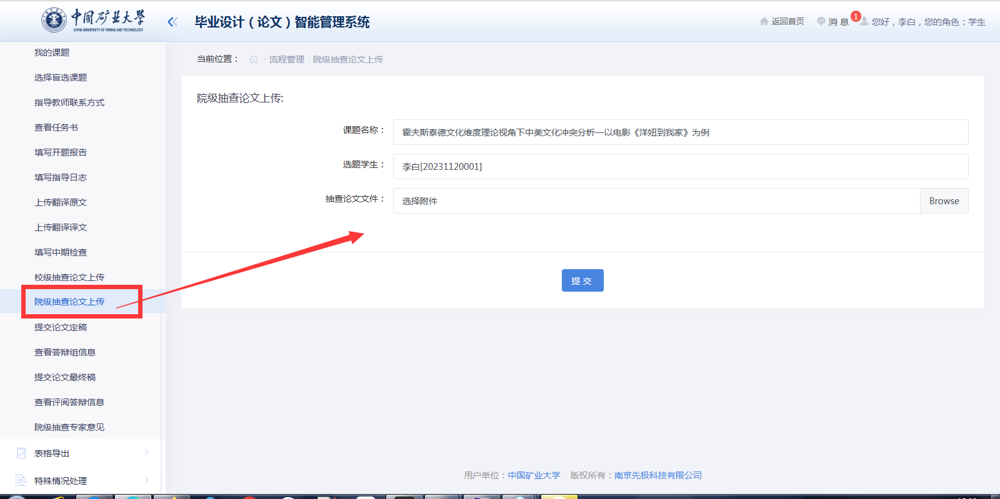 中国矿业大学
CHINA UNIVERSITY OF MINING AND TECHNOLOGY
毕业设计（论文）智能管理系统
返回首页
消 息
1
您好，李白，您的角色：学生
我的课题
选择盲选课题
指导教师联系方式
查看任务书
填写开题报告
填写指导日志
上传翻译原文
上传翻译译文
填写中期检查
校级抽查论文上传
院级抽查论文上传
提交论文定稿
查看答辩组信息
提交论文最终稿
查看评阅答辩信息
院级抽查专家意见
表格导出
特殊情况处理
当前位置：
流程管理
院级抽查论文上传
院级抽查论文上传:
课题名称：
霍夫斯泰德文化维度理论视角下中美文化冲突分析—以电影《洋妞到我家》为例
选题学生：
李白[20231120001]
抽查论文文件：
选择附件
Browse
提 交
用户单位：中国矿业大学
版权所有：南京先极科技有限公司